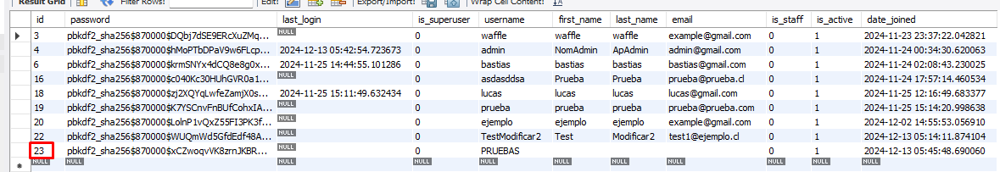 Result Grid Filter Rows: Edit: Export/Import: Wrap Cell Content:
id password last_login is_superuser username first_name last_name email is_staff is_active date_joined
3 pbkdf2_sha256$870000$DQbj7dSE9ERcXuZMq... NULL 0 waffle waffle waffle example@gmail.com 0 1 2024-11-23 23:37:22.042821
4 pbkdf2_sha256$870000$hMoPTbDPaV9w6FLcp... 2024-12-13 05:42:54.723673 0 admin NomAdmin ApAdmin admin@gmail.com 0 1 2024-11-24 00:34:30.620063
6 pbkdf2_sha256$870000$krmSNYx4dCQ8e8g0x... 2024-11-25 14:44:55.101286 0 bastias bastias bastias bastias@gmail.com 0 1 2024-11-24 02:08:43.230025
16 pbkdf2_sha256$870000$c040Kc30HUhGVR0a1... NULL 0 asdasddsa Prueba Prueba prueba@prueba.cl 0 1 2024-11-24 17:57:14.460534
18 pbkdf2_sha256$870000$zj2XQYqLwfeZamjX0s... 2024-11-25 15:11:49.632434 0 lucas lucas lucas lucas@gmail.com 0 1 2024-11-25 12:16:49.683377
19 pbkdf2_sha256$870000$K7YSCnvFnBUfCohxIA... NULL 0 prueba prueba prueba prueba@prueba.com 0 1 2024-11-25 15:14:20.998638
20 pbkdf2_sha256$870000$LolnP1vQxZ55FI3PK3f... NULL 0 ejemplo ejemplo ejemplo ejemplo@gmail.com 0 1 2024-12-02 14:55:53.056910
22 pbkdf2_sha256$870000$WUQmWd5GfdEdf48A... NULL 0 TestModificar2 Test Modificar2 test1@ejemplo.cl 0 1 2024-12-13 05:14:11.874104
23 pbkdf2_sha256$870000$xCZwoqvVK8zrnJKBR... NULL 0 PRUEBAS 0 1 2024-12-13 05:45:48.690060
NULL NULL NULL NULL NULL NULL NULL NULL NULL NULL NULL